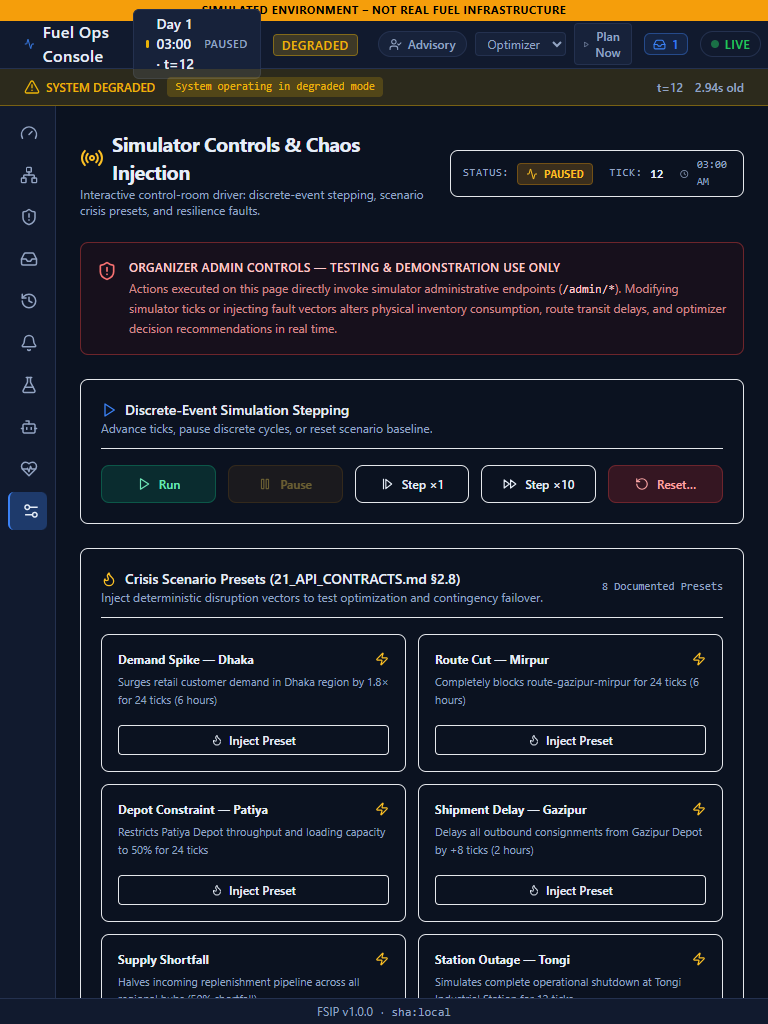 SIMULATED ENVIRONMENT – NOT REAL FUEL INFRASTRUCTURE
Fuel Ops
Console
Day 1
03:00
· t=12
PAUSED
DEGRADED
Advisory
Optimizer
Plan
Now
1
LIVE
SYSTEM DEGRADED
System operating in degraded mode
t=12 2.94s old
Simulator Controls & Chaos
Injection
Interactive control-room driver: discrete-event stepping, scenario
crisis presets, and resilience faults.
STATUS: PAUSED TICK: 12 03:00
AM
ORGANIZER ADMIN CONTROLS — TESTING & DEMONSTRATION USE ONLY
Actions executed on this page directly invoke simulator administrative endpoints (/admin/*). Modifying
simulator ticks or injecting fault vectors alters physical inventory consumption, route transit delays, and optimizer
decision recommendations in real time.
Discrete-Event Simulation Stepping
Advance ticks, pause discrete cycles, or reset scenario baseline.
Run
Pause
Step ×1
Step ×10
Reset...
Crisis Scenario Presets (21_API_CONTRACTS.md §2.8)
Inject deterministic disruption vectors to test optimization and contingency failover.
8 Documented Presets
Demand Spike — Dhaka
Surges retail customer demand in Dhaka region by 1.8×
for 24 ticks (6 hours)
Inject Preset
Route Cut — Mirpur
Completely blocks route-gazipur-mirpur for 24 ticks (6
hours)
Inject Preset
Depot Constraint — Patiya
Restricts Patiya Depot throughput and loading capacity
to 50% for 24 ticks
Inject Preset
Shipment Delay — Gazipur
Delays all outbound consignments from Gazipur Depot
by +8 ticks (2 hours)
Inject Preset
Supply Shortfall
Halves incoming replenishment pipeline across all
regional hubs (50% shortfall)
Station Outage — Tongi
Simulates complete operational shutdown at Tongi
Industrial Station for 12 ticks
FSIP v1.0.0 · sha:local